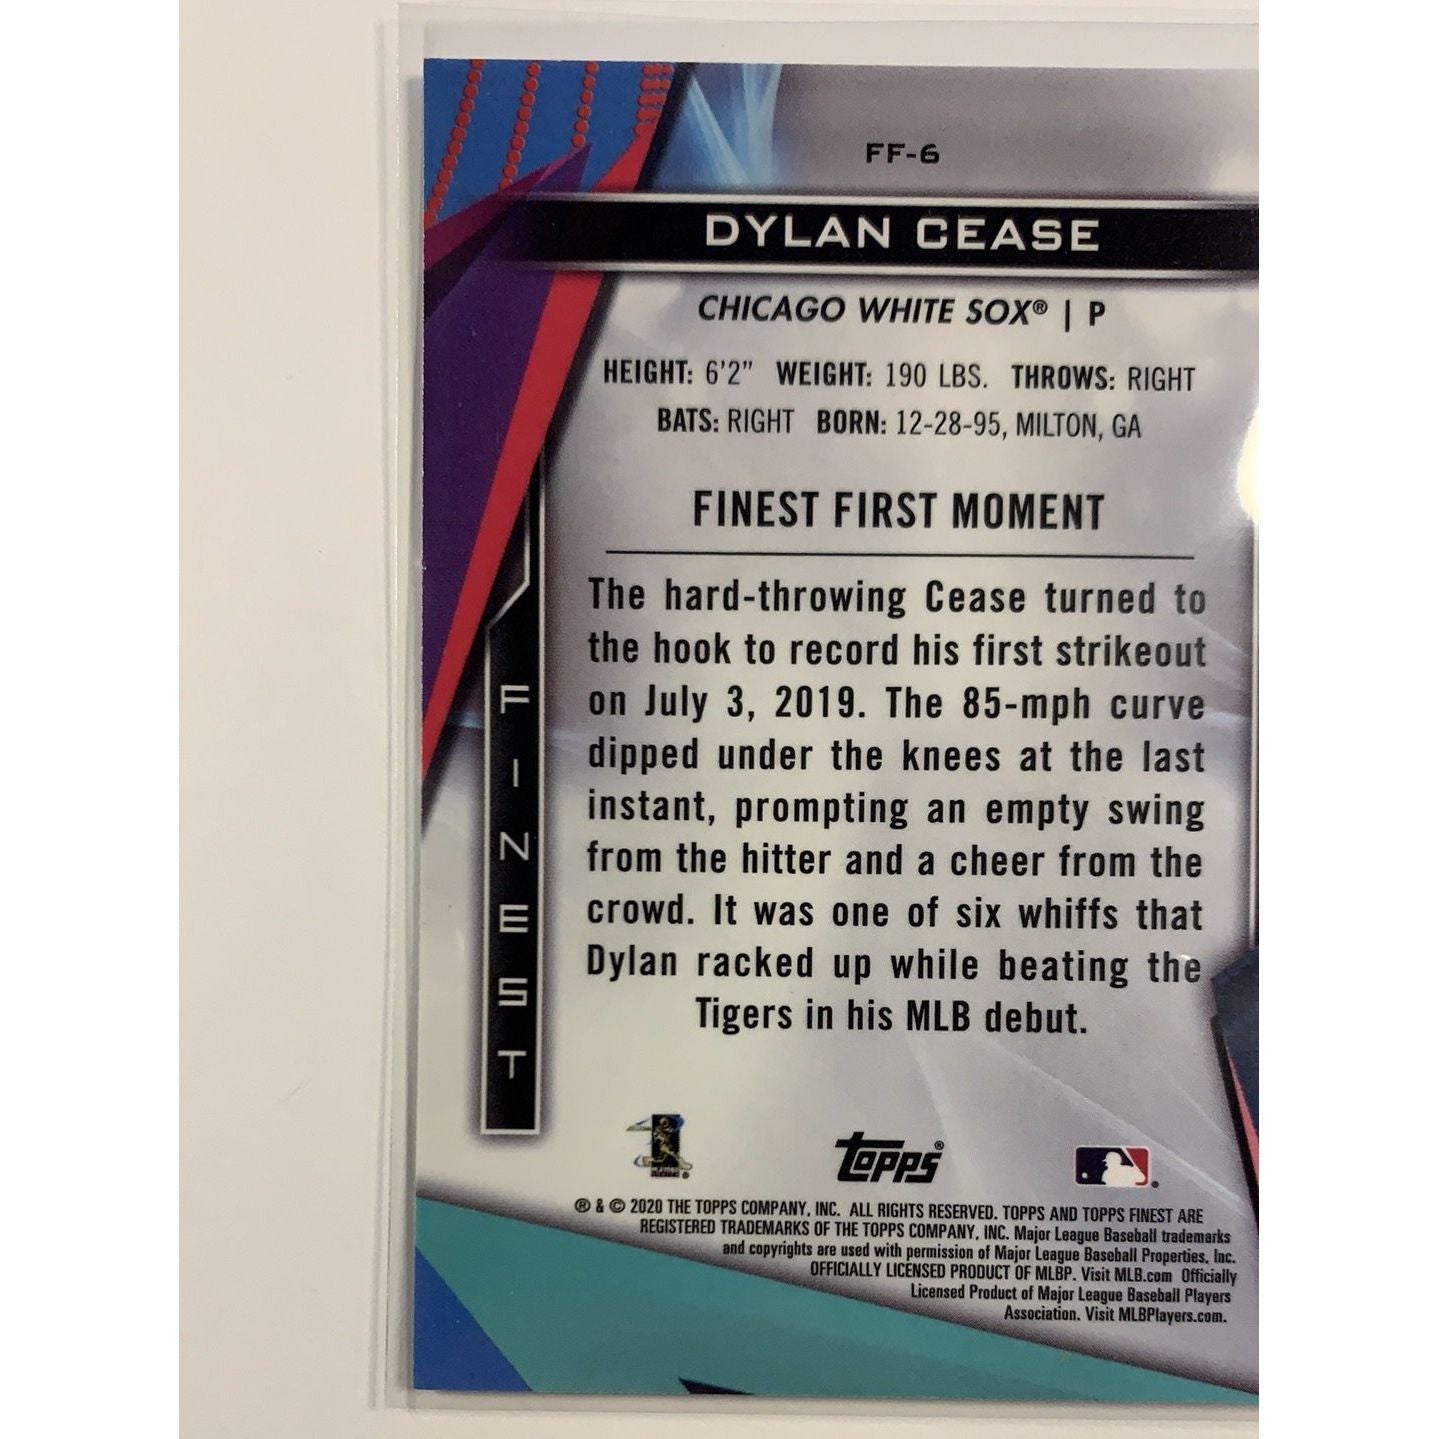 FF-6
DYLAN CEASE
CHICAGO WHITE SOX® | P
HEIGHT: 6'2" WEIGHT: 190 LBS. THROWS: RIGHT
BATS: RIGHT BORN: 12-28-95, MILTON, GA
FINEST FIRST MOMENT
The hard-throwing Cease turned to
the hook to record his first strikeout
on July 3, 2019. The 85-mph curve
dipped under the knees at the last
instant, prompting an empty swing
from the hitter and a cheer from the
crowd. It was one of six whiffs that
Dylan racked up while beating the
Tigers in his MLB debut.
FINEST
topps®
® & © 2020 THE TOPPS COMPANY, INC. ALL RIGHTS RESERVED. TOPPS AND TOPPS FINEST ARE
REGISTERED TRADEMARKS OF THE TOPPS COMPANY, INC. Major League Baseball trademarks
and copyrights are used with permission of Major League Baseball Properties, Inc.
OFFICIALLY LICENSED PRODUCT OF MLBP. Visit MLB.com Officially
Licensed Product of Major League Baseball Players
Association. Visit MLBPlayers.com.